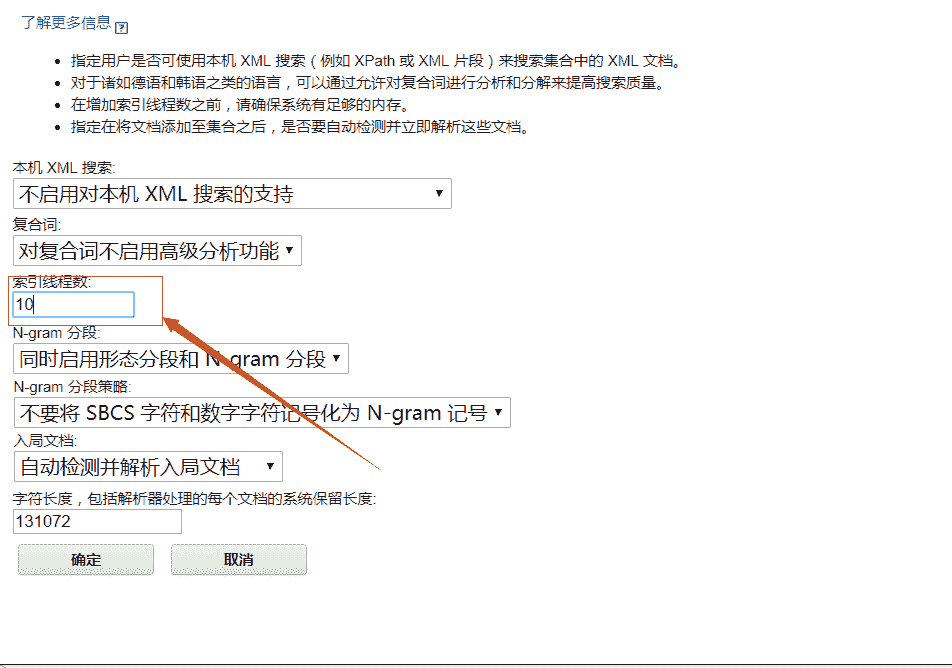 了解更多信息 ?
指定用户是否可使用本机 XML 搜索（例如 XPath 或 XML 片段）来搜索集合中的 XML 文档。
对于诸如德语和韩语之类的语言，可以通过允许对复合词进行分析和分解来提高搜索质量。
在增加索引线程数之前，请确保系统有足够的内存。
指定在将文档添加至集合之后，是否要自动检测并立即解析这些文档。
本机 XML 搜索:
不启用对本机 XML 搜索的支持
复合词:
对复合词不启用高级分析功能
索引线程数:
10
N-gram 分段:
同时启用形态分段和 N-gram 分段
N-gram 分段策略:
不要将 SBCS 字符和数字字符记号化为 N-gram 记号
入局文档:
自动检测并解析入局文档
字符长度，包括解析器处理的每个文档的系统保留长度:
131072
确定 取消